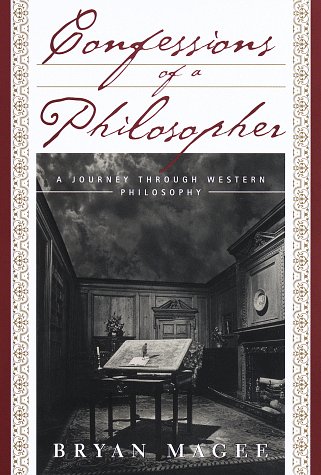 Confessions
of a
Philosopher
A JOURNEY THROUGH WESTERN
PHILOSOPHY
BRYAN MAGEE